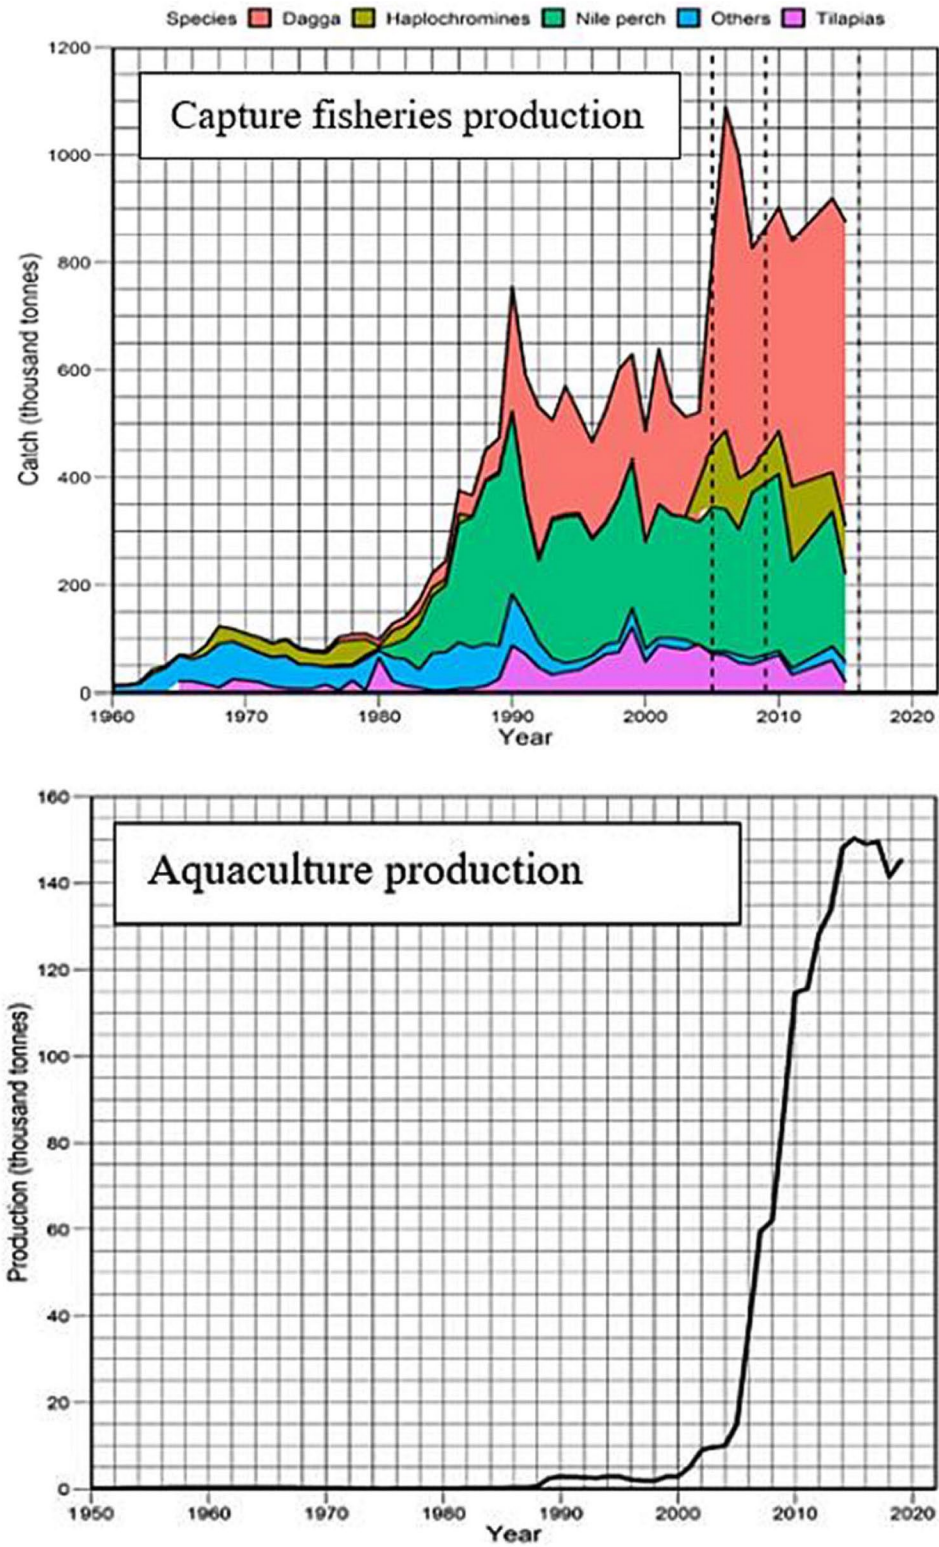 Species Dagga Haplochromines Nile perch Others Tilapias
Capture fisheries production
Catch (thousand tonnes)
1200
1000
800
600
400
200
0
1960 1970 1980 1990 2000 2010 2020
Year
Aquaculture production
Production (thousand tonnes)
160
140
120
100
80
60
40
20
0
1950 1960 1970 1980 1990 2000 2010 2020
Year